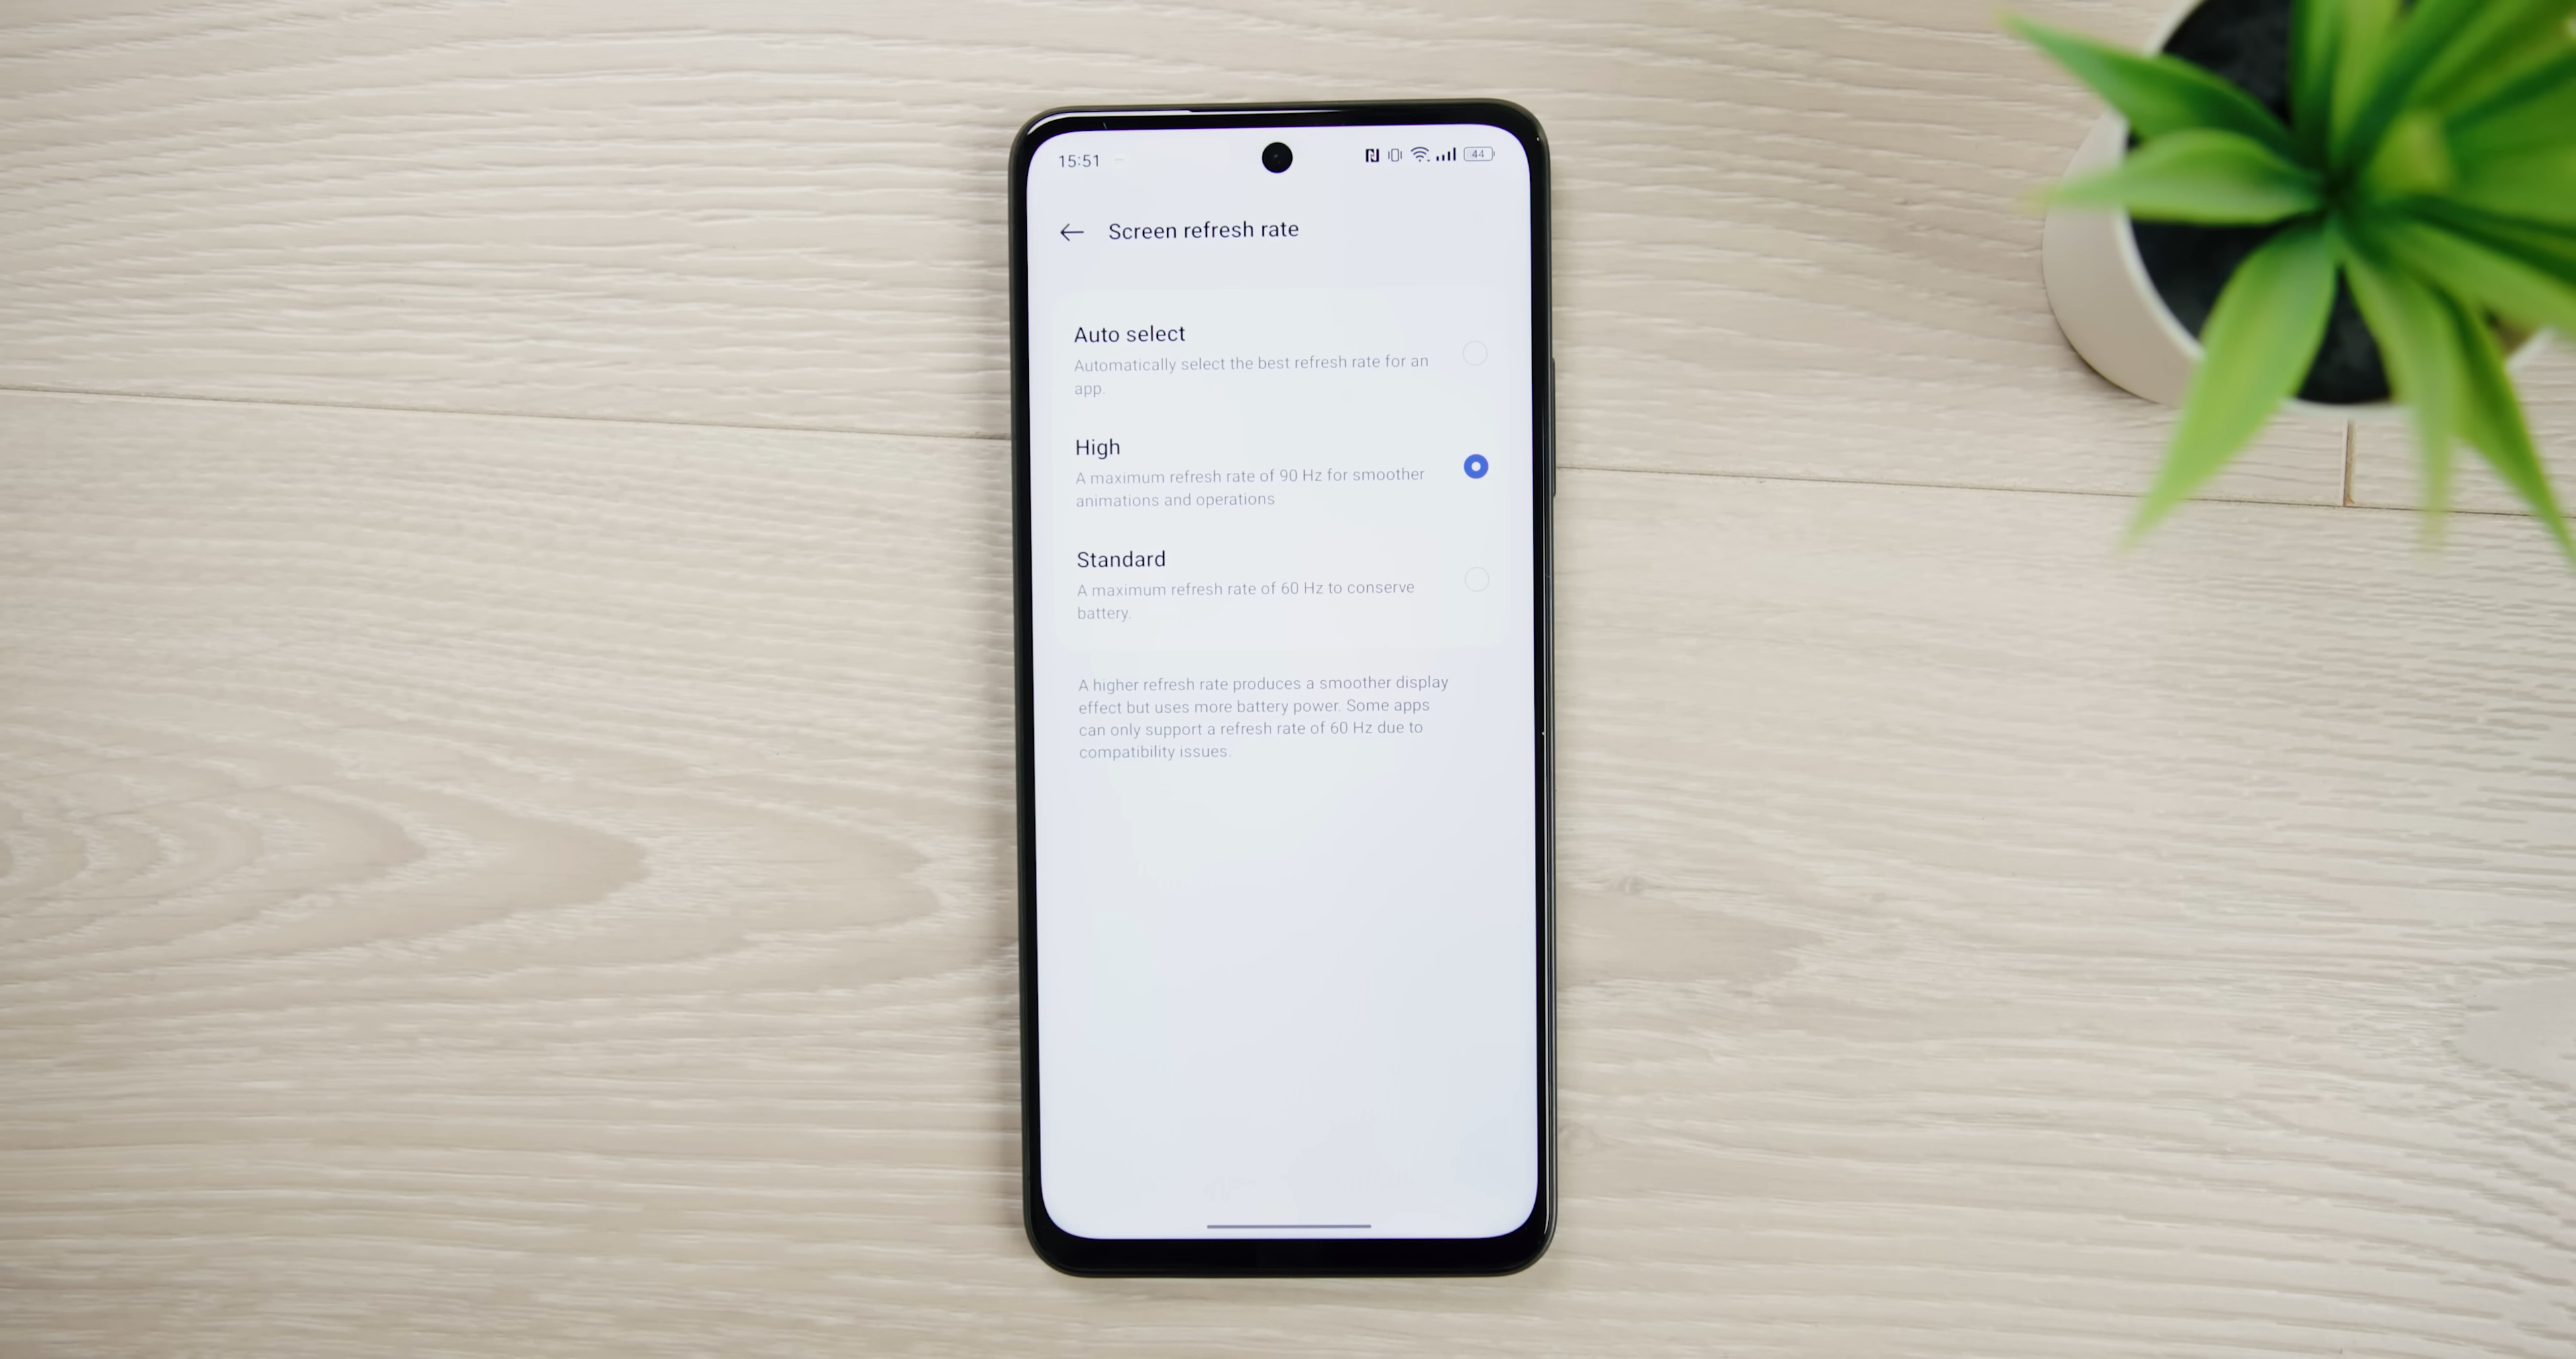 15:51
44
Screen refresh rate
Auto select
Automatically select the best refresh rate for an
app.
High
A maximum refresh rate of 90 Hz for smoother
animations and operations
Standard
A maximum refresh rate of 60 Hz to conserve
battery.
A higher refresh rate produces a smoother display
effect but uses more battery power. Some apps
can only support a refresh rate of 60 Hz due to
compatibility issues.